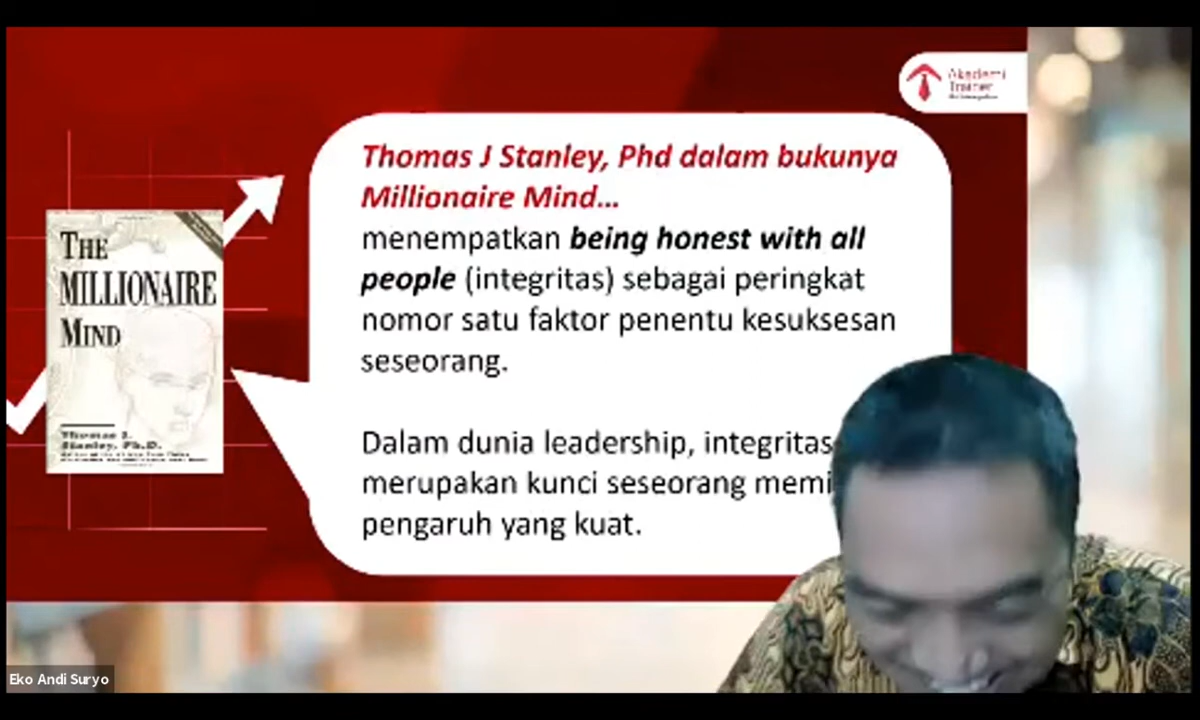 Akademi
Trainer
Thomas J Stanley, Phd dalam bukunya
Millionaire Mind...
menempatkan being honest with all
people (integritas) sebagai peringkat
nomor satu faktor penentu kesuksesan
seseorang.
Dalam dunia leadership, integritas
merupakan kunci seseorang memi
pengaruh yang kuat.
THE
MILLIONAIRE
MIND
Thomas J.
Stanley, Ph.D.
Eko Andi Suryo